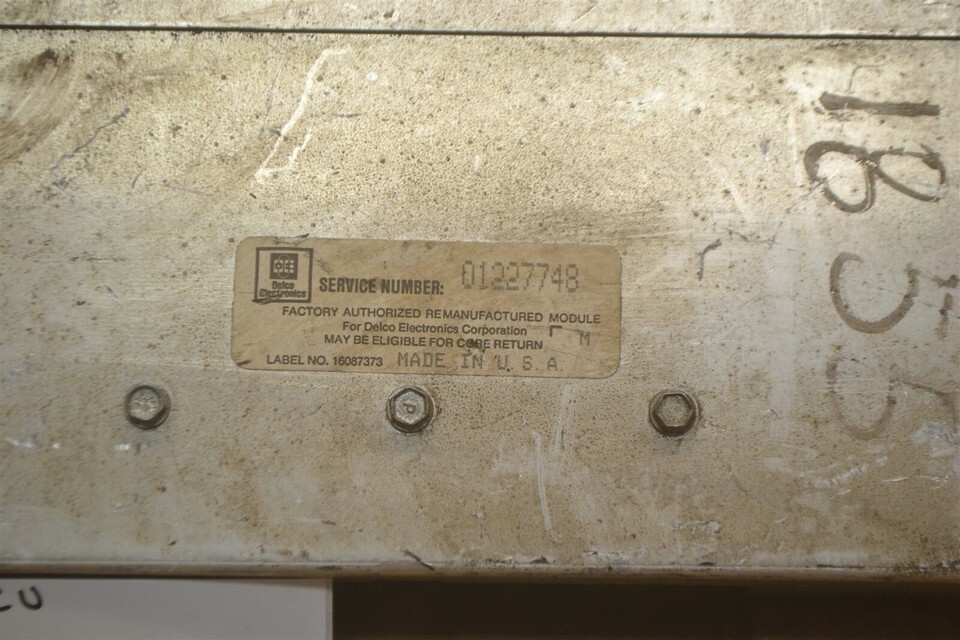 Delco
Electronics
SERVICE NUMBER: 01227748
FACTORY AUTHORIZED REMANUFACTURED MODULE
For Delco Electronics Corporation
M
MAY BE ELIGIBLE FOR CORE RETURN
LABEL NO. 16087373 MADE IN U.S.A.